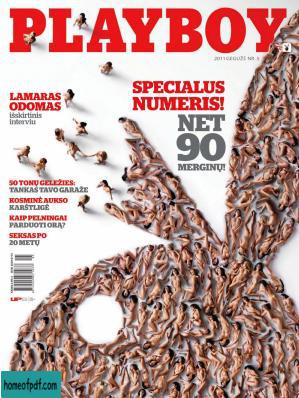 PLAYBOY
2011 GEGUŽĖ NR. 5
LAMARAS
ODOMAS
išskirtinis
interviu
SPECIALUS
NUMERIS!
NET
90
MERGINŲ!
50 TONŲ GELEŽIES:
TANKAS TAVO GARAŽE
KOSMINĖ AUKSO
KARŠTLIGĖ
KAIP PELNINGAI
PARDUOTI ORĄ?
SEKSAS PO
20 METŲ
UP
homeofpdf.com